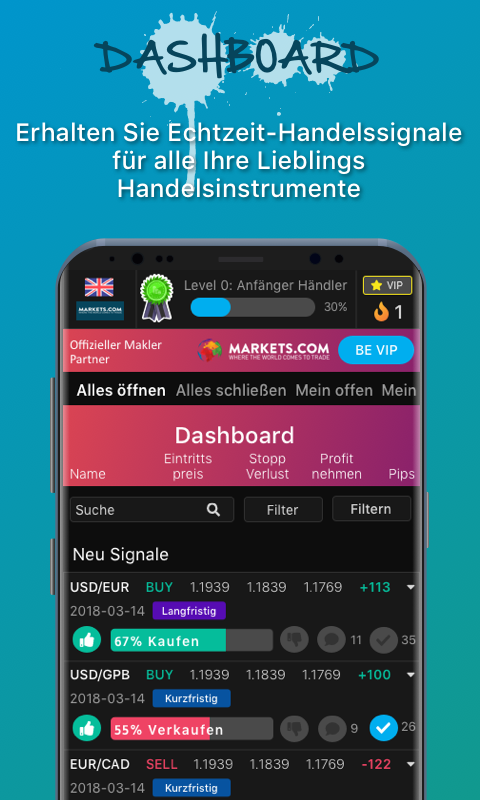 DASHBOARD
Erhalten Sie Echtzeit-Handelssignale
für alle Ihre Lieblings
Handelsinstrumente
Level 0: Anfänger Händler
VIP
MARKETS.COM
30%
1
Offizieller Makler
Partner
MARKETS.COM
WHERE THE WORLD COMES TO TRADE
BE VIP
Alles öffnen Alles schließen Mein offen Mein
Dashboard
Name Eintritts preis Stopp Verlust Profit nehmen Pips
Suche Filter Filtern
Neu Signale
USD/EUR BUY 1.1939 1.1839 1.1769 +113
2018-03-14 Langfristig
67% Kaufen 11 35
USD/GPB BUY 1.1939 1.1839 1.1769 +100
2018-03-14 Kurzfristig
55% Verkaufen 9 26
EUR/CAD SELL 1.1939 1.1839 1.1769 -122
2018-03-14 Kurzfristig